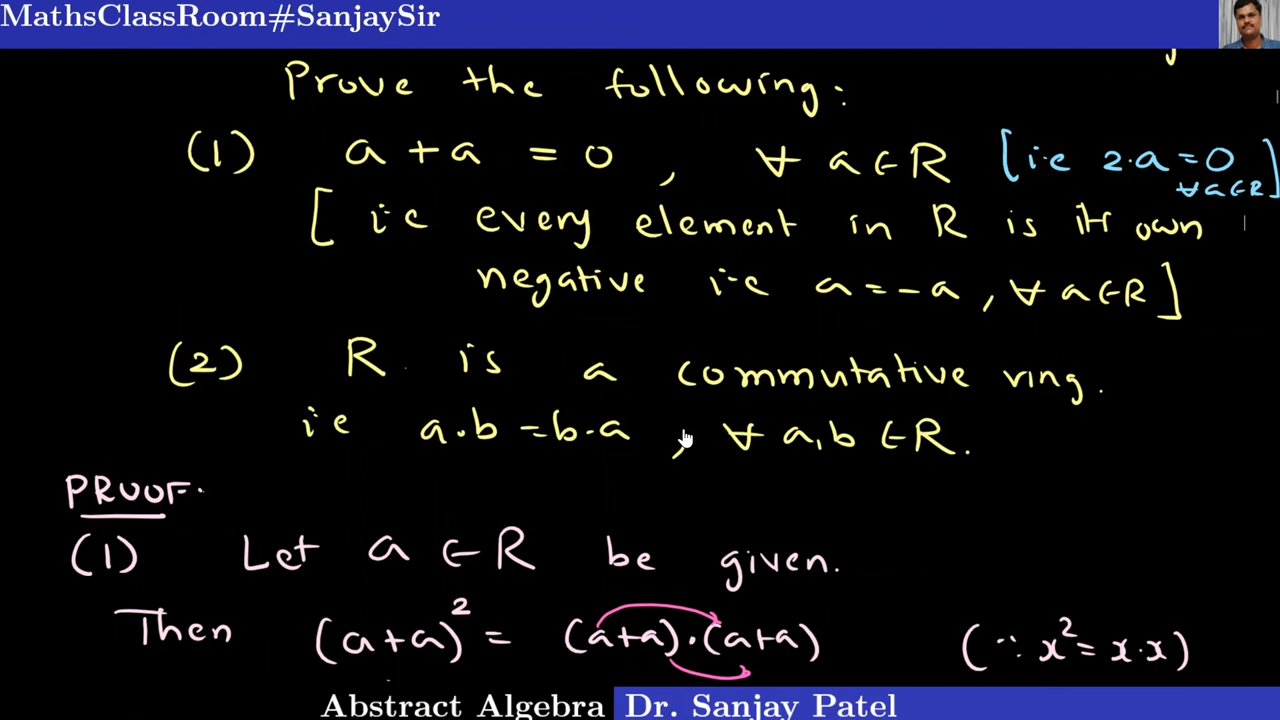 MathsClassRoom#SanjaySir
Prove the following:
(1) a + a = 0 , ∀ a ∈ R [i.e 2·a = 0
∀ a ∈ R]
[ i.e every element in R is its own
negative i.e a = -a , ∀ a ∈ R ]
(2) R is a commutative ring.
i.e a·b = b·a , ∀ a, b ∈ R.
PROOF.
(1) Let a ∈ R be given.
Then (a+a)² = (a+a)·(a+a) (∵ x² = x·x)
Abstract Algebra Dr. Sanjay Patel